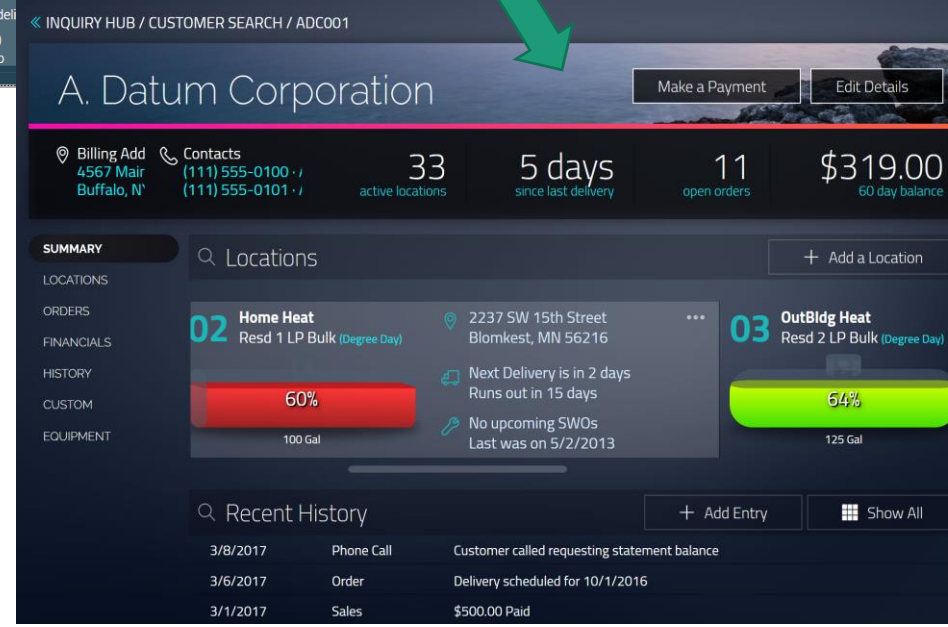 INQUIRY HUB / CUSTOMER SEARCH / ADC001
A. Datum Corporation
Make a Payment
Edit Details
Billing Add
4567 Mair
Buffalo, N
Contacts
(111) 555-0100 ·
(111) 555-0101 ·
33
active locations
5 days
since last delivery
11
open orders
$319.00
60 day balance
SUMMARY
LOCATIONS
ORDERS
FINANCIALS
HISTORY
CUSTOM
EQUIPMENT
Locations
+ Add a Location
02
Home Heat
Resd 1 LP Bulk (Degree Day)
60%
100 Gal
2237 SW 15th Street
Blomkest, MN 56216
Next Delivery is in 2 days
Runs out in 15 days
No upcoming SWOs
Last was on 5/2/2013
03
OutBldg Heat
Resd 2 LP Bulk (Degree Day)
64%
125 Gal
Recent History
+ Add Entry
Show All
3/8/2017 Phone Call Customer called requesting statement balance
3/6/2017 Order Delivery scheduled for 10/1/2016
3/1/2017 Sales $500.00 Paid